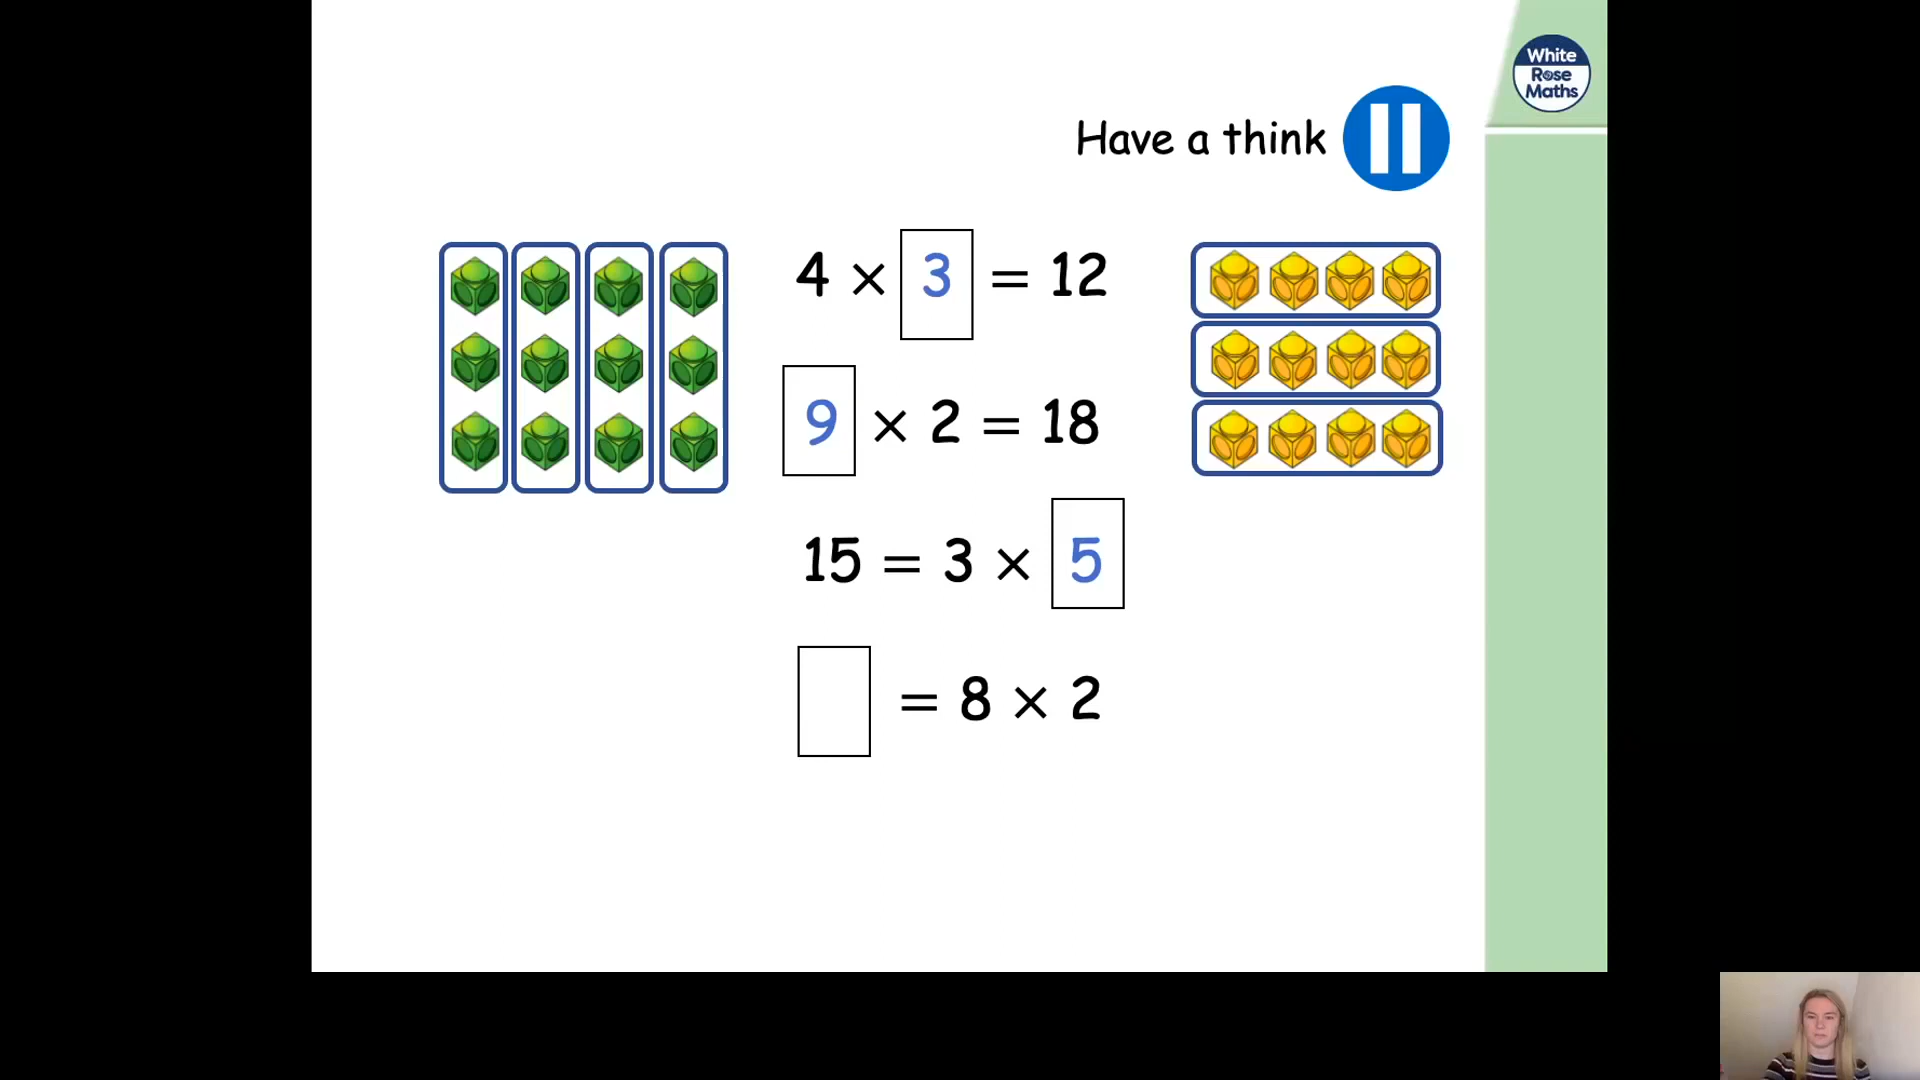 White
Rose
Maths
Have a think
4 × 3 = 12
9 × 2 = 18
15 = 3 × 5
= 8 × 2